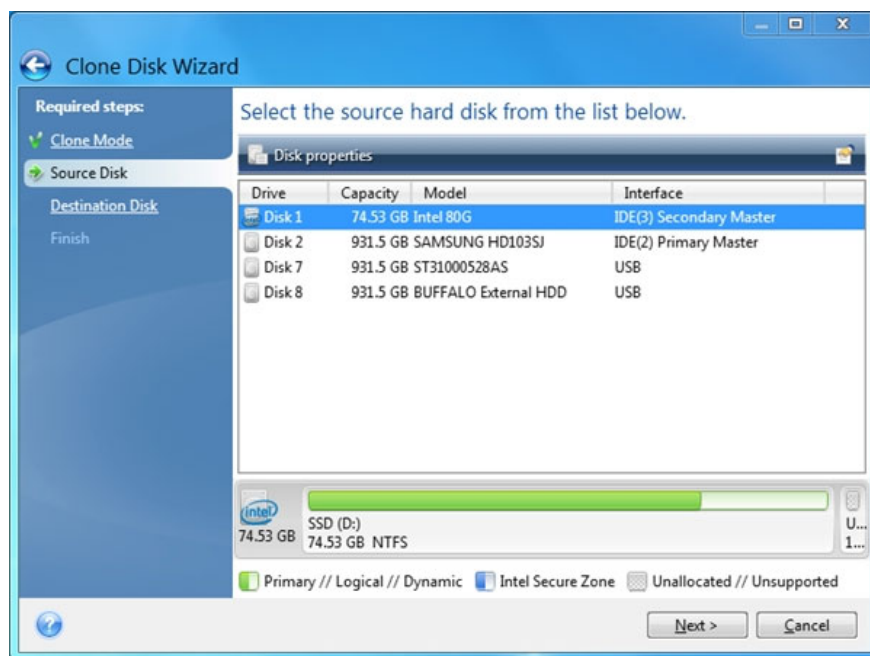 Clone Disk Wizard
Required steps:
Clone Mode
Source Disk
Destination Disk
Finish
Select the source hard disk from the list below.
Disk properties
Drive Capacity Model Interface
Disk 1 74.53 GB Intel 80G IDE(3) Secondary Master
Disk 2 931.5 GB SAMSUNG HD103SJ IDE(2) Primary Master
Disk 7 931.5 GB ST31000528AS USB
Disk 8 931.5 GB BUFFALO External HDD USB
intel
74.53 GB
SSD (D:)
74.53 GB NTFS
U...
1...
Primary // Logical // Dynamic Intel Secure Zone Unallocated // Unsupported
Next > Cancel